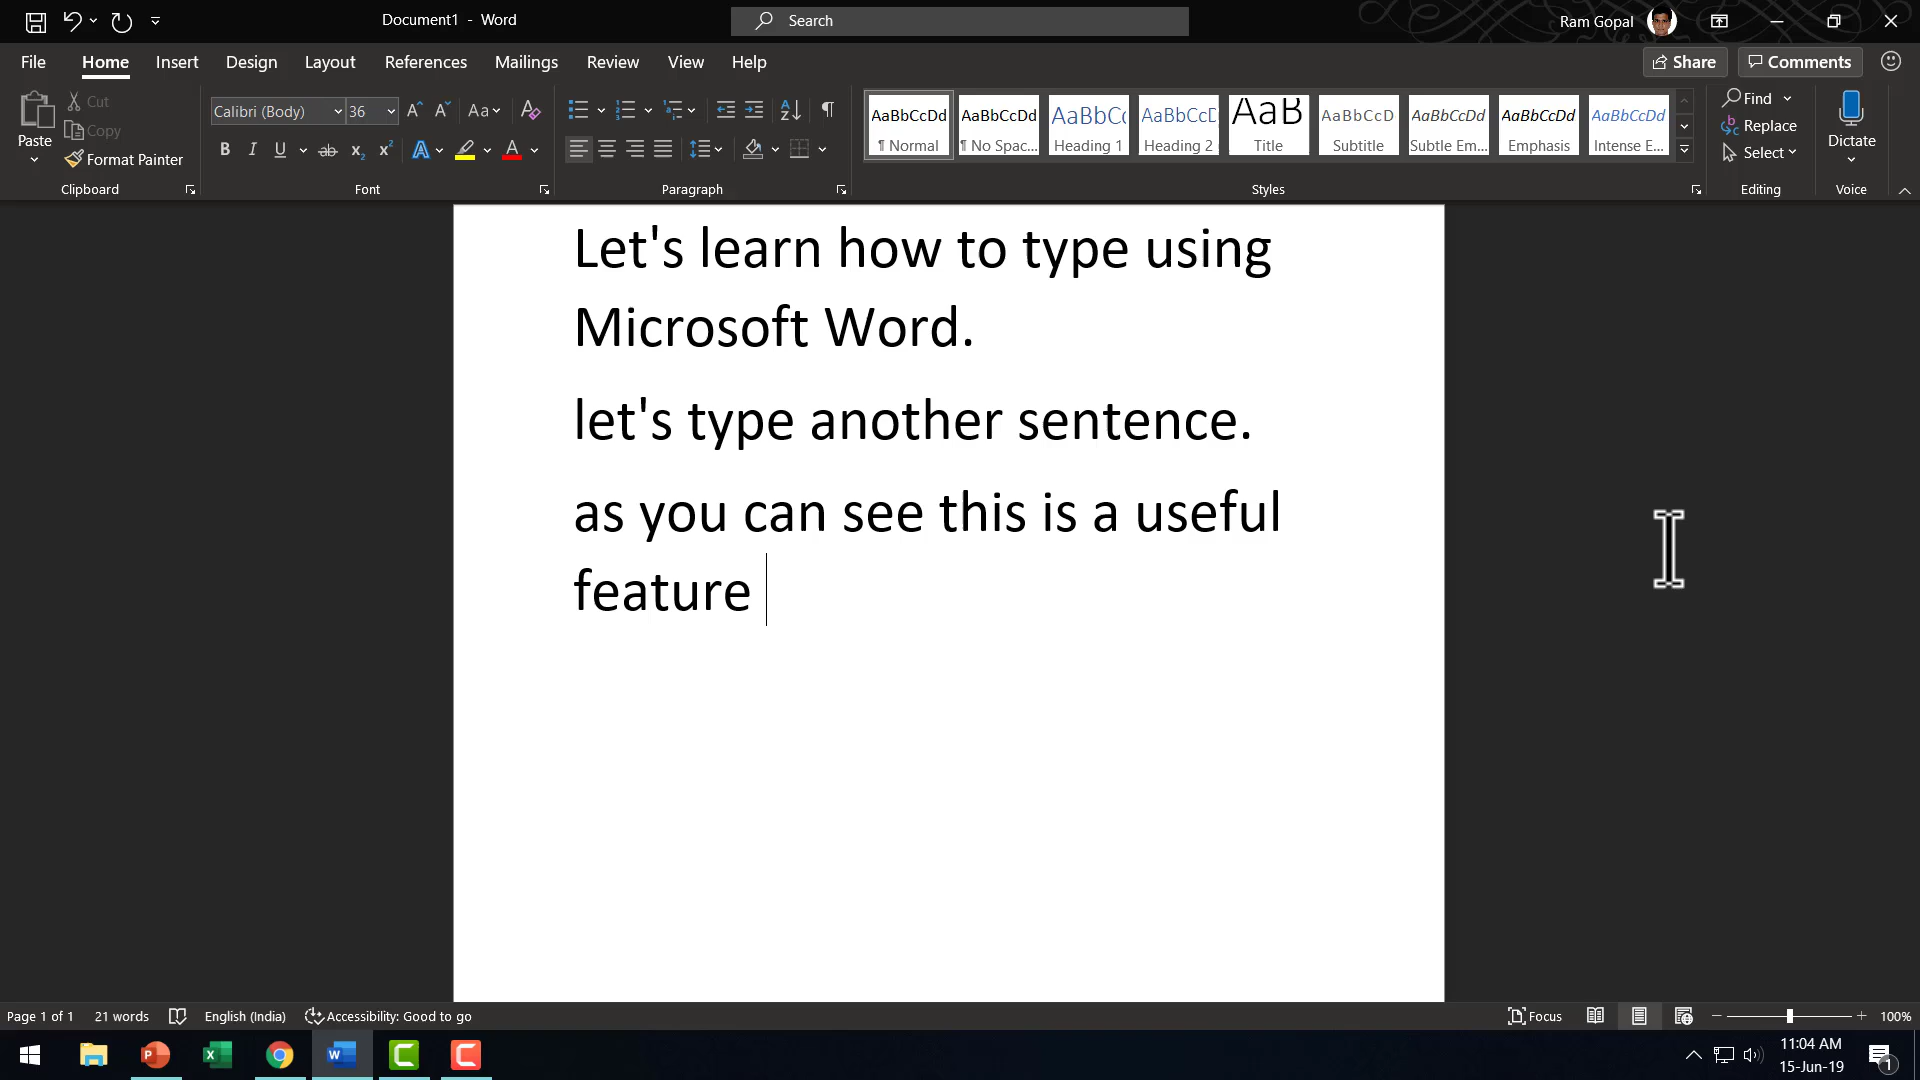 Document1 - Word
Search
Ram Gopal
File Home Insert Design Layout References Mailings Review View Help
Share Comments
Paste
Cut
Copy
Format Painter
Clipboard
Calibri (Body) 36
Aa
B I U ab x₂ x² A A
Font
Paragraph
AaBbCcDd AaBbCcDd AaBbCc AaBbCcD AaB AaBbCcD AaBbCcDd AaBbCcDd AaBbCcDd
¶ Normal ¶ No Spac... Heading 1 Heading 2 Title Subtitle Subtle Em... Emphasis Intense E...
Styles
Find
Replace
Select
Editing
Dictate
Voice
Let's learn how to type using
Microsoft Word.
let's type another sentence.
as you can see this is a useful
feature
Page 1 of 1 21 words English (India) Accessibility: Good to go
Focus 100%
11:04 AM
15-Jun-19
1